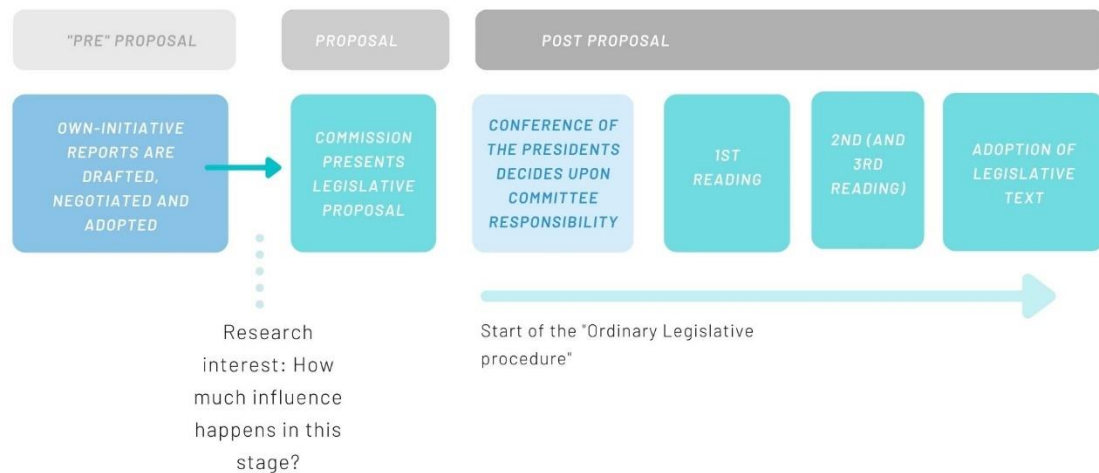 "PRE" PROPOSAL
PROPOSAL
POST PROPOSAL
OWN-INITIATIVE
REPORTS ARE
DRAFTED,
NEGOTIATED AND
ADOPTED
COMMISSION
PRESENTS
LEGISLATIVE
PROPOSAL
CONFERENCE OF
THE PRESIDENTS
DECIDES UPON
COMMITTEE
RESPONSIBILITY
1ST
READING
2ND (AND
3RD
READING)
ADOPTION OF
LEGISLATIVE
TEXT
Research
interest: How
much influence
happens in this
stage?
Start of the "Ordinary Legislative
procedure"